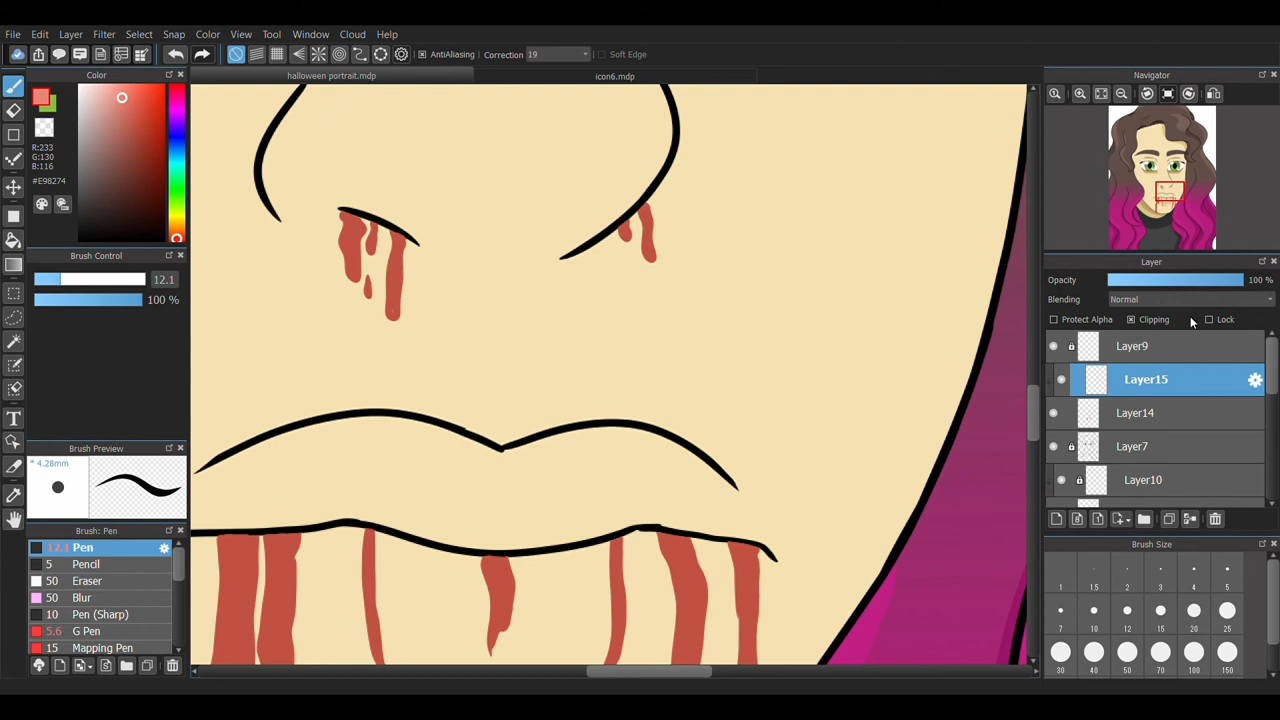 File Edit Layer Filter Select Snap Color View Tool Window Cloud Help
AntiAliasing Correction 19 Soft Edge
Color halloween portrait.mdp icon6.mdp Navigator
R:233
G:130
B:116
#E98274
Brush Control
12.1
100 %
Brush Preview
* 4.28mm
Brush: Pen
12.1 Pen
5 Pencil
50 Eraser
50 Blur
10 Pen (Sharp)
5.6 G Pen
15 Mapping Pen
Layer
Opacity 100 %
Blending Normal
Protect Alpha Clipping Lock
Layer9
Layer15
Layer14
Layer7
Layer10
Brush Size
1 1.5 2 3 4 5
7 10 12 15 20 25
30 40 50 70 100 150